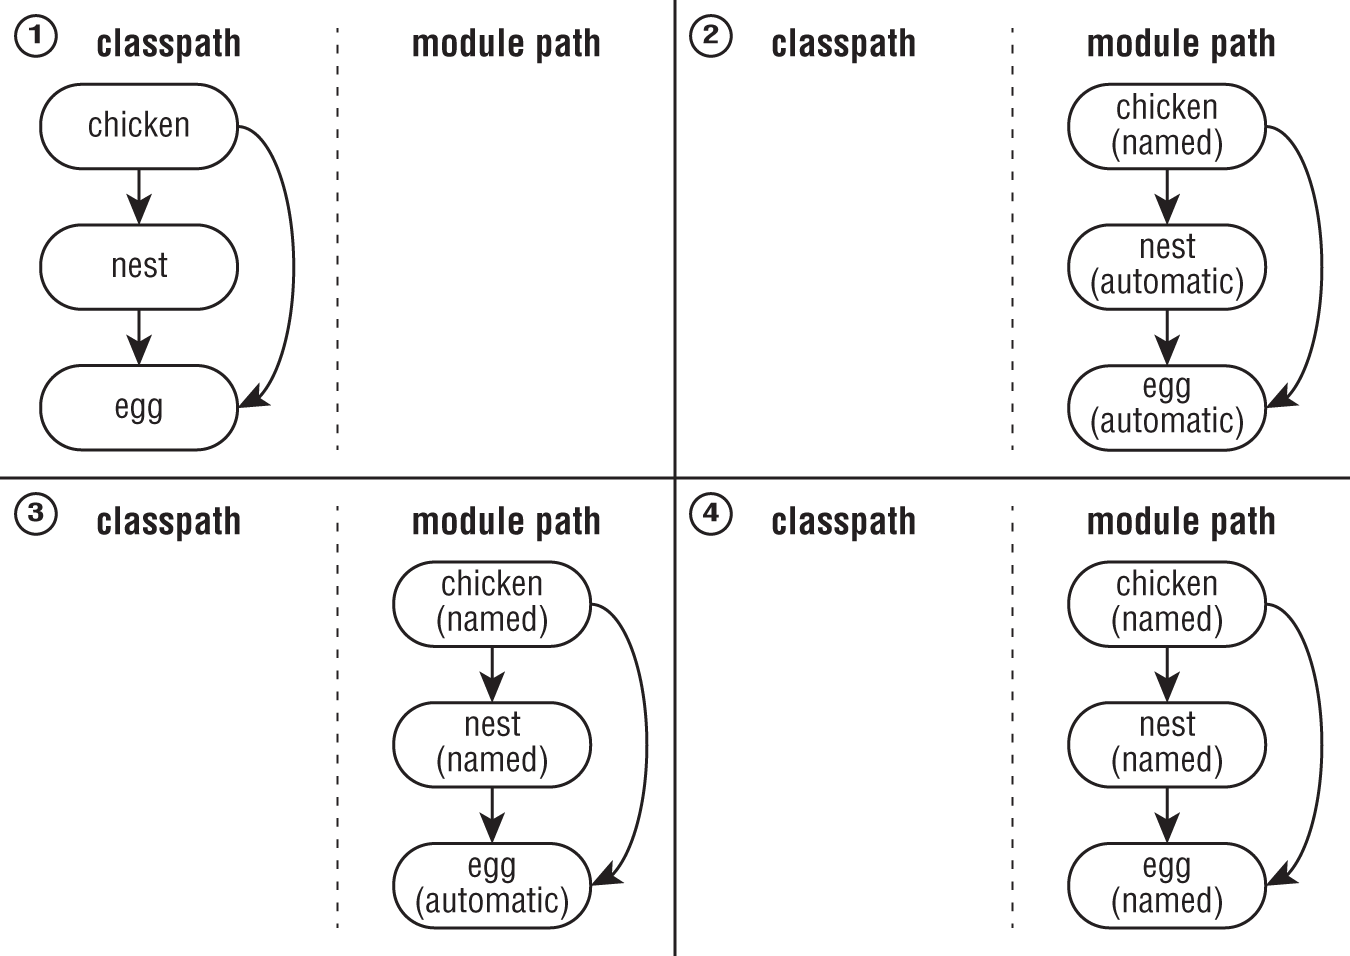 1
classpath
module path
chicken
nest
egg
2
classpath
module path
chicken
(named)
nest
(automatic)
egg
(automatic)
3
classpath
module path
chicken
(named)
nest
(named)
egg
(automatic)
4
classpath
module path
chicken
(named)
nest
(named)
egg
(named)